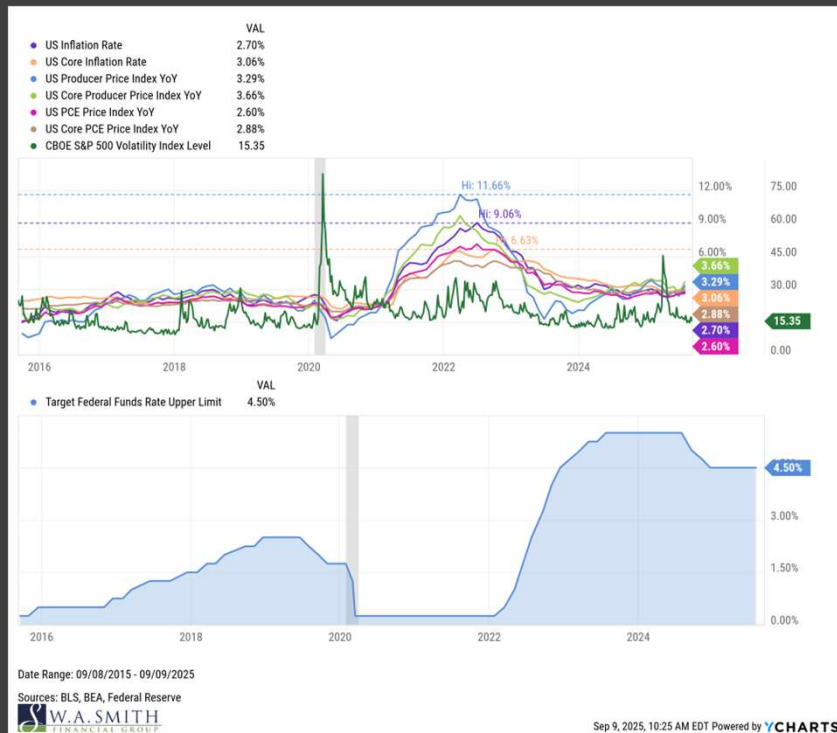 VAL
US Inflation Rate 2.70%
US Core Inflation Rate 3.06%
US Producer Price Index YoY 3.29%
US Core Producer Price Index YoY 3.66%
US PCE Price Index YoY 2.60%
US Core PCE Price Index YoY 2.88%
CBOE S&P 500 Volatility Index Level 15.35
Hi: 11.66%
Hi: 9.06%
6.63%
12.00% 75.00
9.00% 60.00
6.00% 45.00
3.66%
30.00
3.29%
3.06%
2.88%
15.35
2.70%
2.60%
0.00
2016 2018 2020 2022 2024
VAL
Target Federal Funds Rate Upper Limit 4.50%
4.50%
3.00%
1.50%
0.00%
2016 2018 2020 2022 2024
Date Range: 09/08/2015 - 09/09/2025
Sources: BLS, BEA, Federal Reserve
S W.A. SMITH
FINANCIAL GROUP
Sep 9, 2025, 10:25 AM EDT Powered by YCHARTS